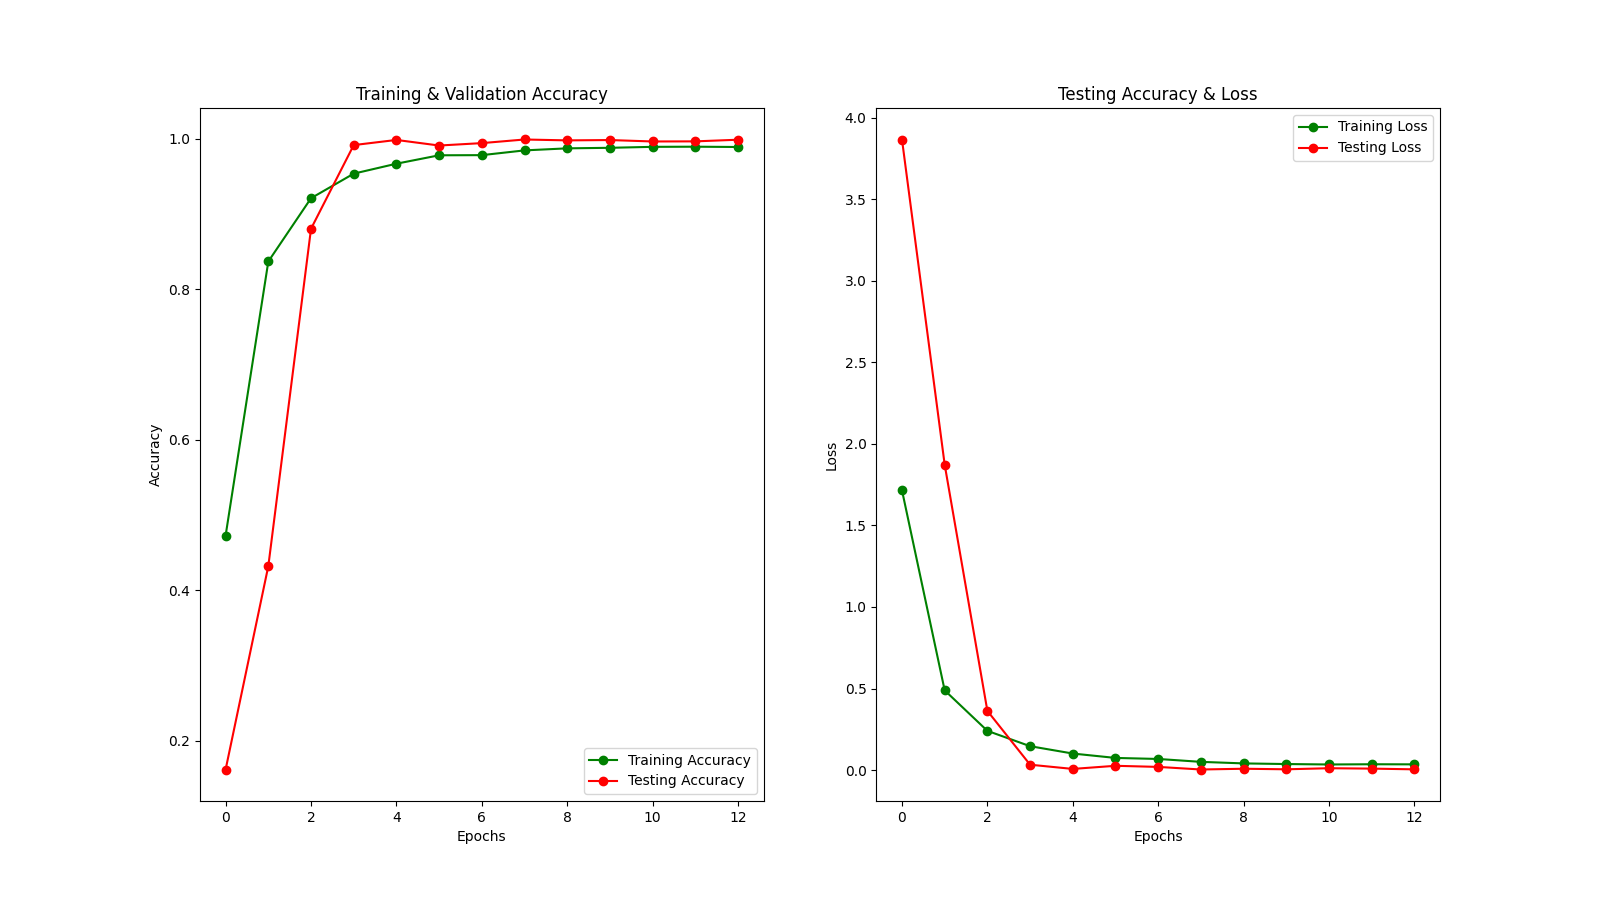 Training & Validation Accuracy
1.0
0.8
0.6
0.4
0.2
Accuracy
0 2 4 6 8 10 12
Epochs
Training Accuracy
Testing Accuracy
Testing Accuracy & Loss
4.0
3.5
3.0
2.5
2.0
1.5
1.0
0.5
0.0
Loss
0 2 4 6 8 10 12
Epochs
Training Loss
Testing Loss